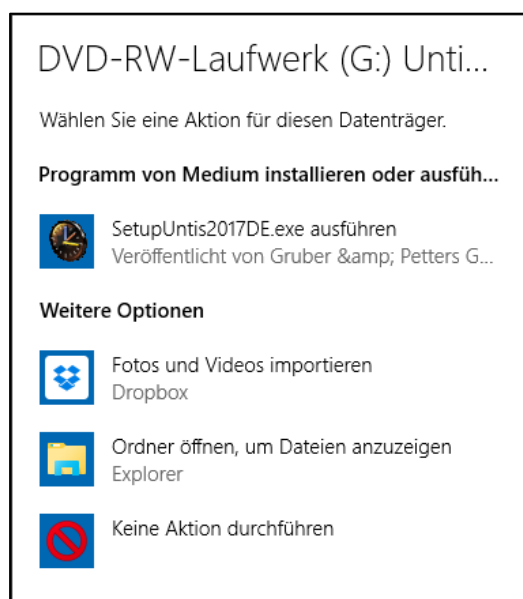 DVD-RW-Laufwerk (G:) Unti...
Wählen Sie eine Aktion für diesen Datenträger.
Programm von Medium installieren oder ausfüh...
SetupUntis2017DE.exe ausführen
Veröffentlicht von Gruber &amp; Petters G...
Weitere Optionen
Fotos und Videos importieren
Dropbox
Ordner öffnen, um Dateien anzuzeigen
Explorer
Keine Aktion durchführen